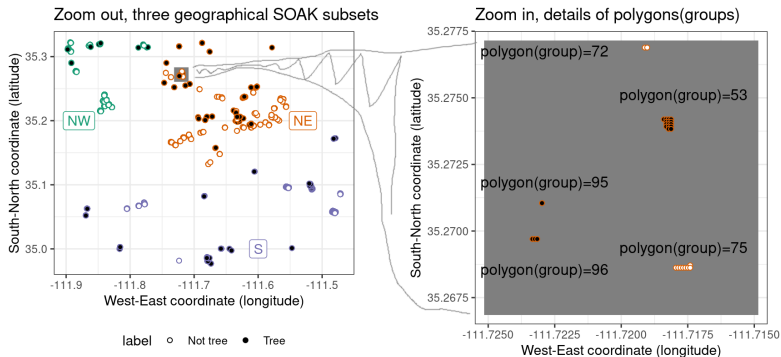 Zoom out, three geographical SOAK subsets
South-North coordinate (latitude)
35.3
35.2
35.1
35.0
NW
NE
S
-111.9
-111.8
-111.7
-111.6
-111.5
West-East coordinate (longitude)
label
Not tree
Tree
Zoom in, details of polygons(groups)
South-North coordinate (latitude)
35.2775
35.2750
35.2725
35.2700
35.2675
polygon(group)=72
polygon(group)=53
polygon(group)=95
polygon(group)=75
polygon(group)=96
-111.7250
-111.7225
-111.7200
-111.7175
-111.7150
West-East coordinate (longitude)